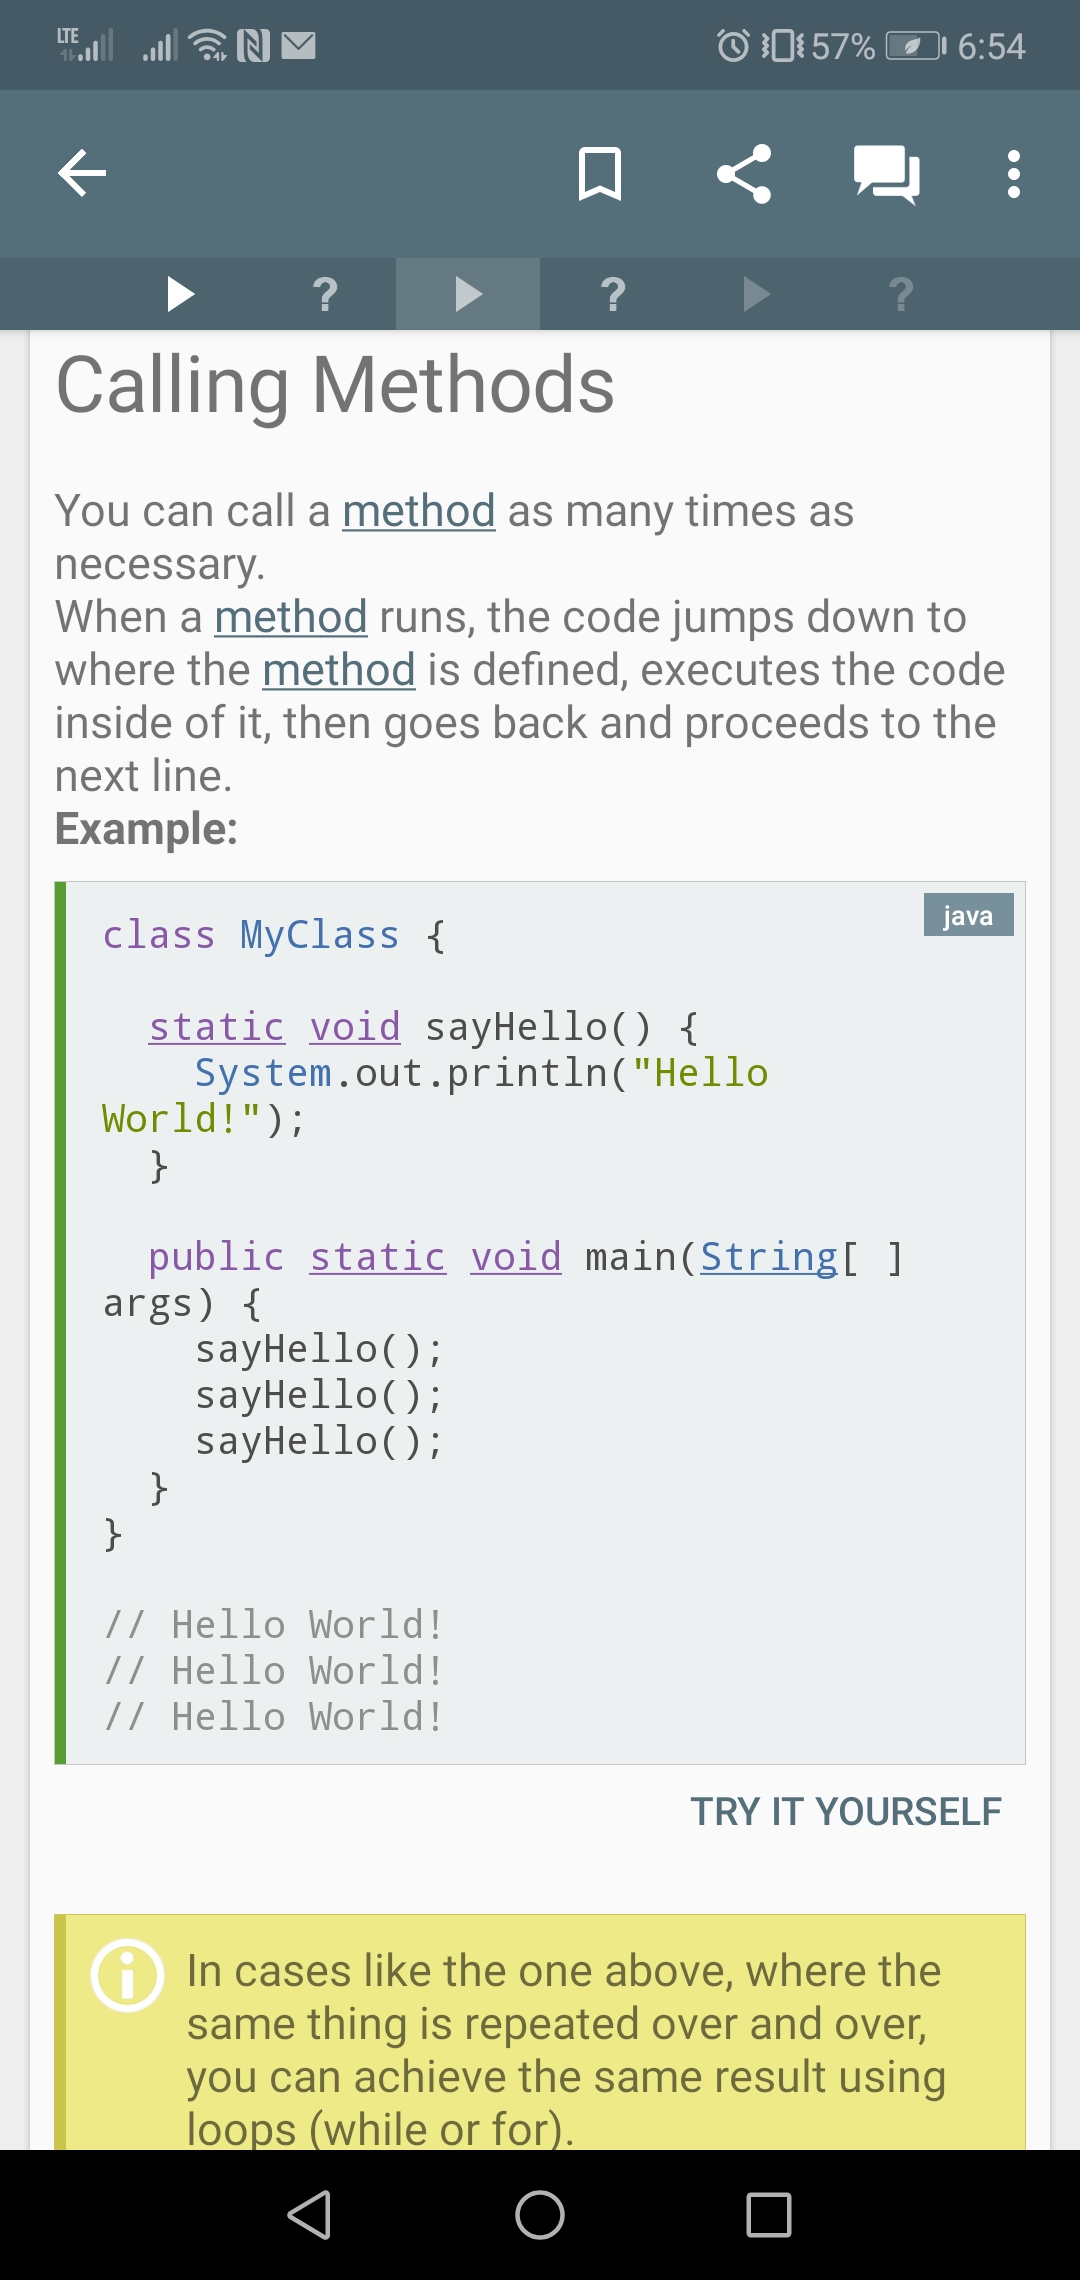 LTE 57% 6:54
? ? ?
Calling Methods
You can call a method as many times as
necessary.
When a method runs, the code jumps down to
where the method is defined, executes the code
inside of it, then goes back and proceeds to the
next line.
Example:
java
class MyClass {
static void sayHello() {
System.out.println("Hello
World!");
}
public static void main(String[ ]
args) {
sayHello();
sayHello();
sayHello();
}
}
// Hello World!
// Hello World!
// Hello World!
TRY IT YOURSELF
In cases like the one above, where the
same thing is repeated over and over,
you can achieve the same result using
loops (while or for).